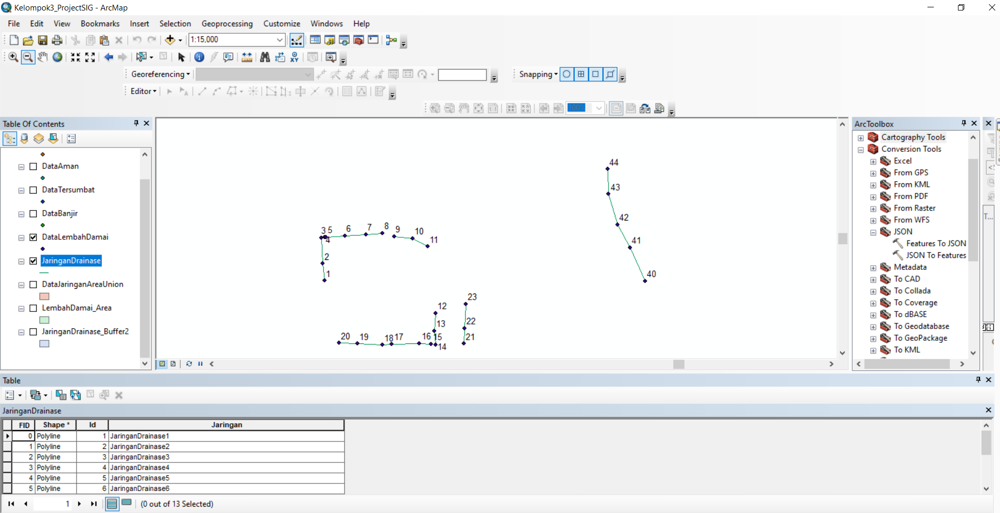 Kelompok3_ProjectSIG - ArcMap
File Edit View Bookmarks Insert Selection Geoprocessing Customize Windows Help
1:15,000
Georeferencing Snapping
Editor
100%
Table Of Contents
DataAman
DataTersumbat
DataBanjir
DataLembahDamai
JaringanDrainase
DataJaringanAreaUnion
LembahDamai_Area
JaringanDrainase_Buffer2
44
43
42
41
40
3 5 6 7 8 9 10
4 11
2
1
23
12
13 22
20 19 18 17 16 15 21
14
ArcToolbox
Cartography Tools
Conversion Tools
Excel
From GPS
From KML
From PDF
From Raster
From WFS
JSON
Features To JSON
JSON To Features
Metadata
To CAD
To Collada
To Coverage
To dBASE
To Geodatabase
To GeoPackage
To KML
T...
Table
JaringanDrainase
FID Shape * Id Jaringan
0 Polyline 1 JaringanDrainase1
1 Polyline 2 JaringanDrainase2
2 Polyline 3 JaringanDrainase3
3 Polyline 4 JaringanDrainase4
4 Polyline 5 JaringanDrainase5
5 Polyline 6 JaringanDrainase6
1 (0 out of 13 Selected)